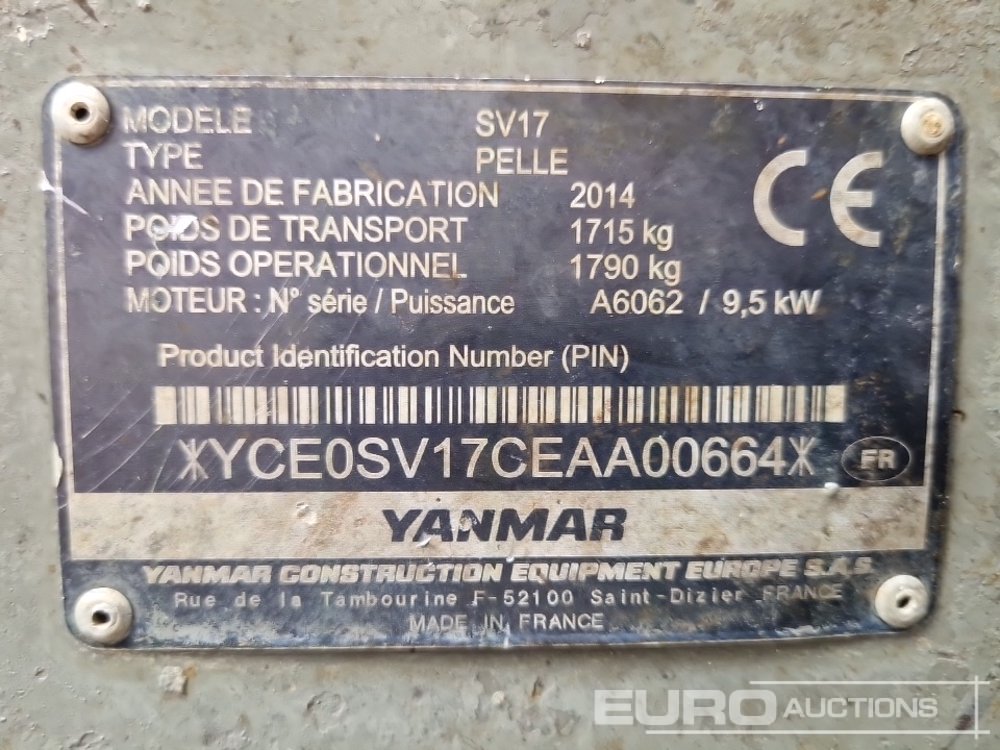 MODELE SV17
TYPE PELLE
ANNEE DE FABRICATION 2014
POIDS DE TRANSPORT 1715 kg
POIDS OPERATIONNEL 1790 kg
MOTEUR : N° série / Puissance A6062 / 9,5 kW
CE
Product Identification Number (PIN)
*YCE0SV17CEAA00664*
FR
YANMAR
YANMAR CONSTRUCTION EQUIPMENT EUROPE S.A.S.
Rue de la Tambourine F-52100 Saint-Dizier FRANCE
MADE IN FRANCE
EURO AUCTIONS